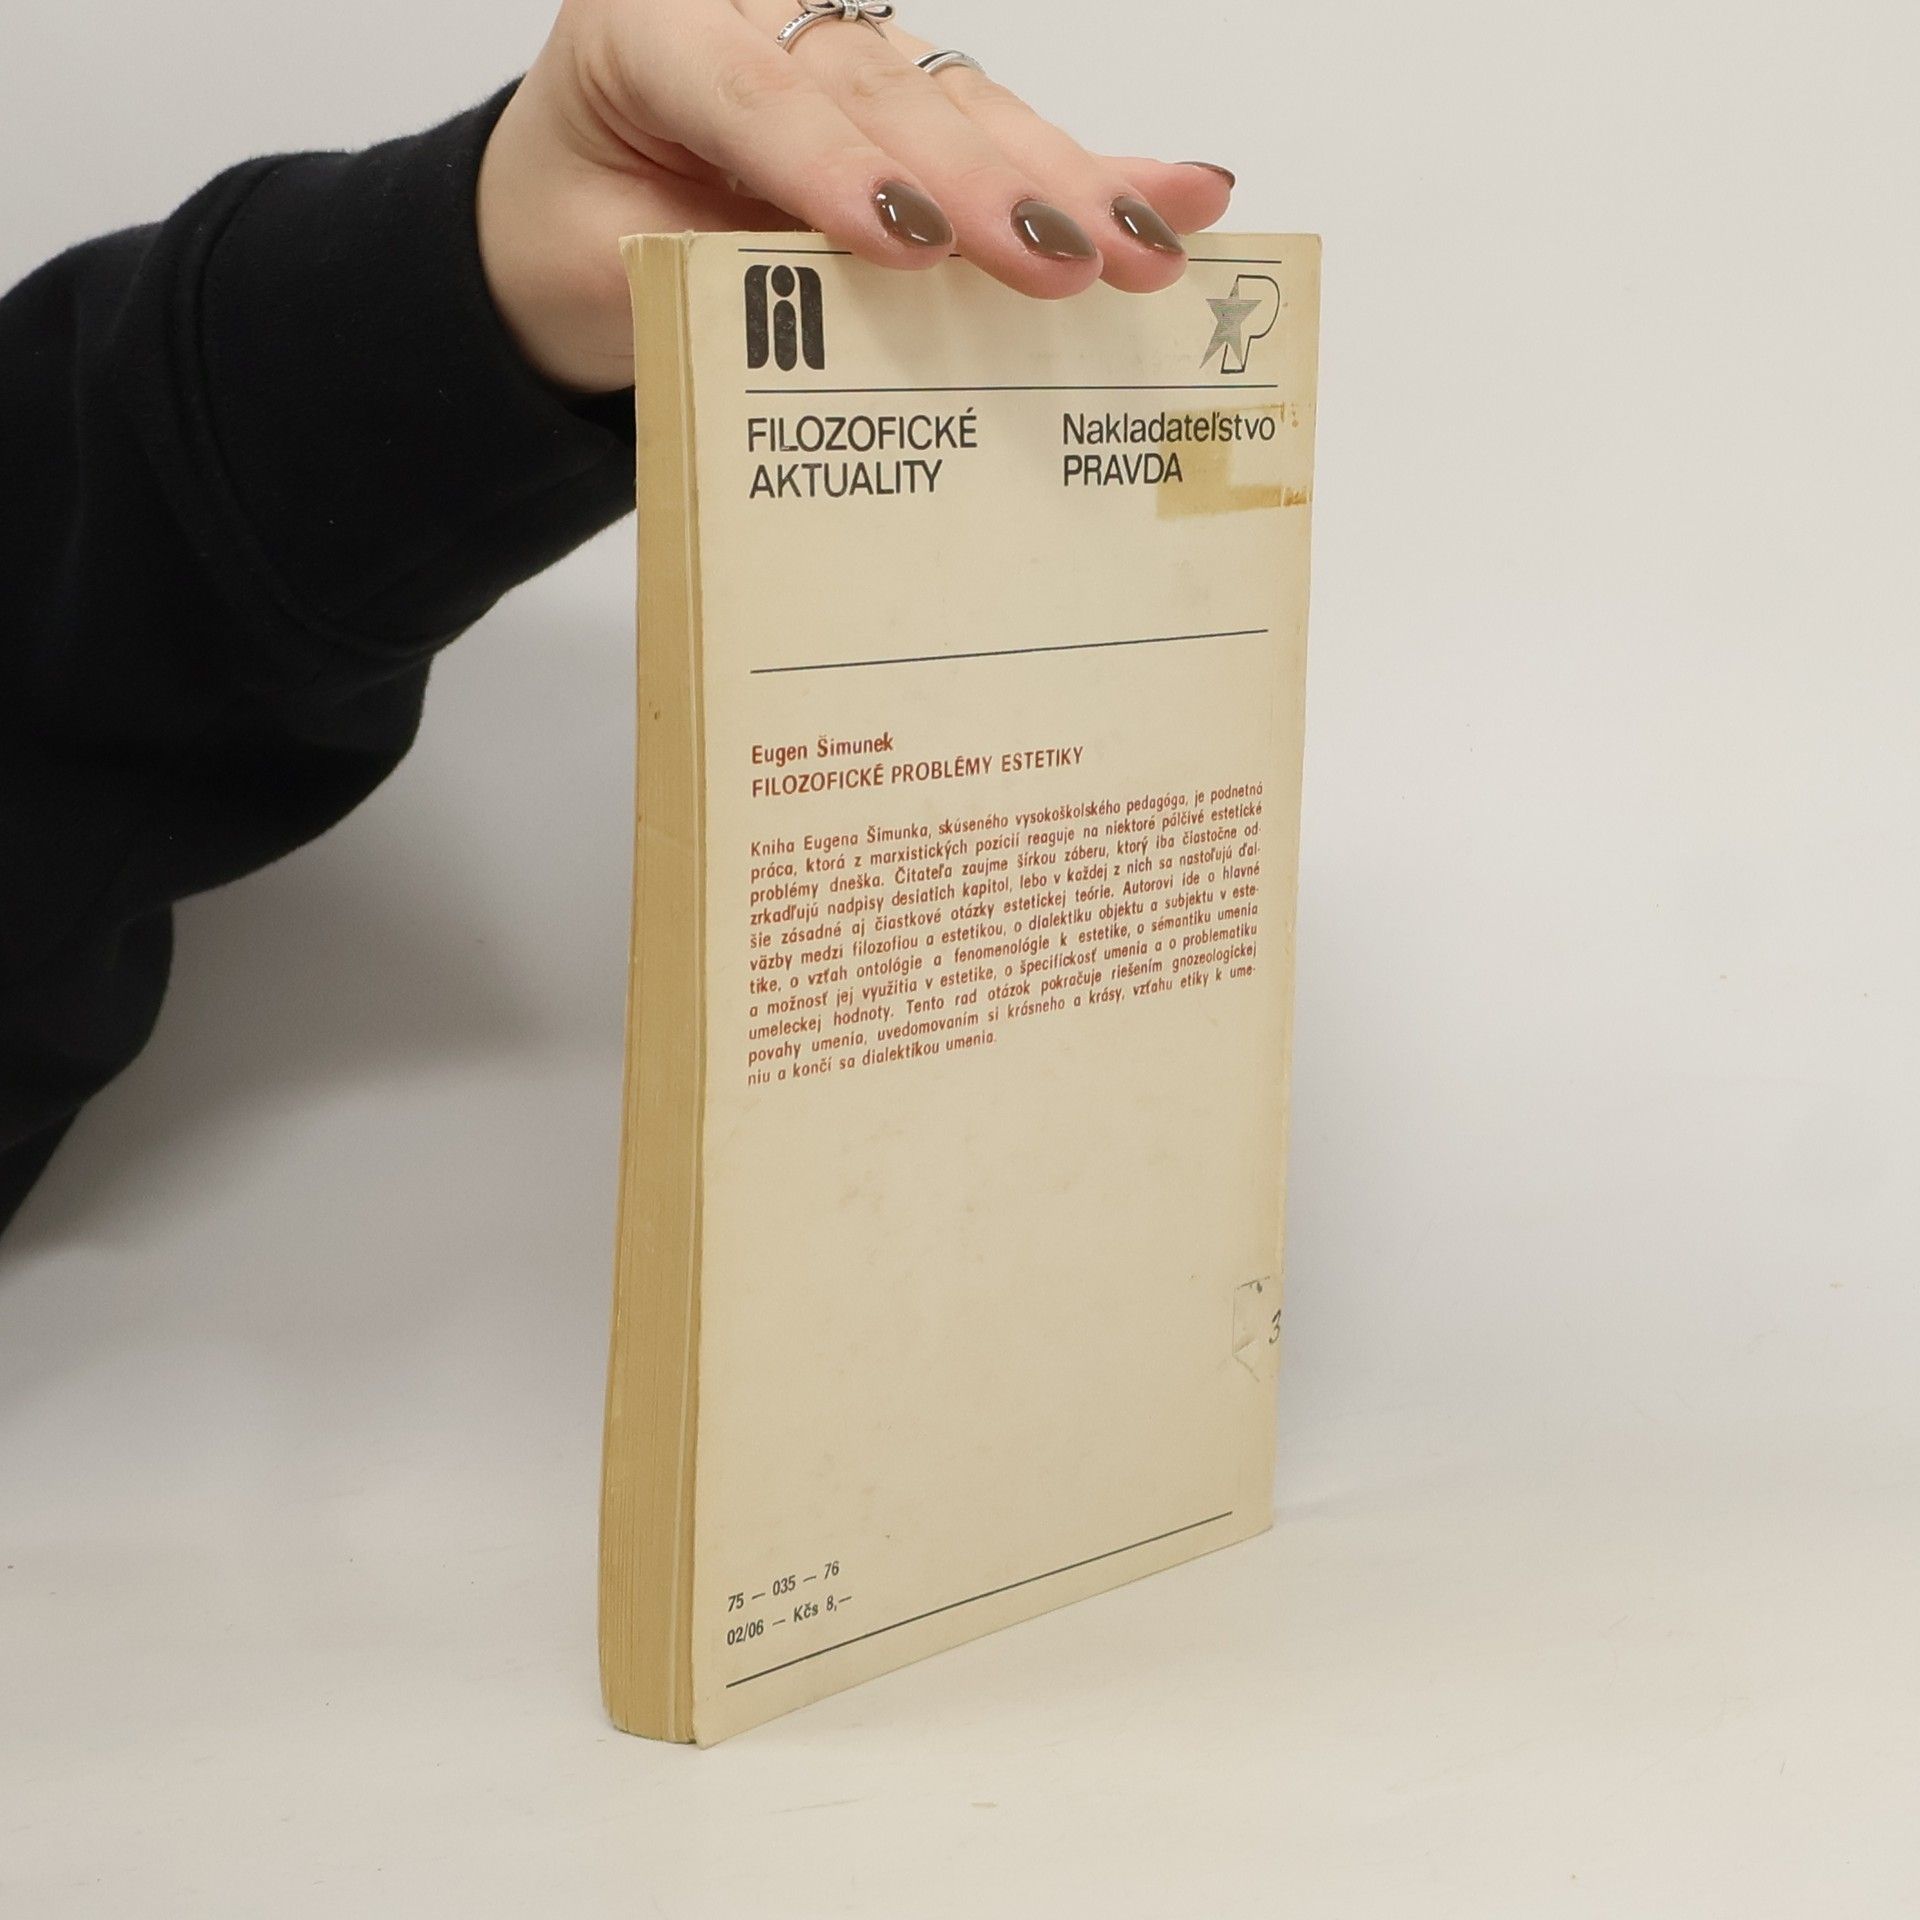 FILOZOFICKÉ
AKTUALITY
Nakladateľstvo
PRAVDA
Eugen Šimunek
FILOZOFICKÉ PROBLÉMY ESTETIKY
Kniha Eugena Šimunka, skúseného vysokoškolského pedagóga, je podnetná
práca, ktorá z marxistických pozícií reaguje na niektoré páľčivé estetické
problémy dneška. Čitateľa zaujme šírkou záberu, ktorý iba čiastočne od-
zrkadľujú nadpisy desiatich kapitol, lebo v každej z nich sa nastoľujú ďal-
šie zásadné aj čiastkové otázky estetickej teórie. Autorovi ide o hlavné
väzby medzi filozofiou a estetikou, o dialektiku objektu a subjektu v este-
tike, o vzťah ontológie a fenomenológie k estetike, o sémantiku umenia
a možnosť jej využitia v estetike, o špecifickosť umenia a o problematiku
umeleckej hodnoty. Tento rad otázok pokračuje riešením gnozeologickej
povahy umenia, uvedomovaním si krásneho a krásy, vzťahu etiky k ume-
niu a končí sa dialektikou umenia.
3
75 — 035 — 76
02/06 — Kčs 8,—